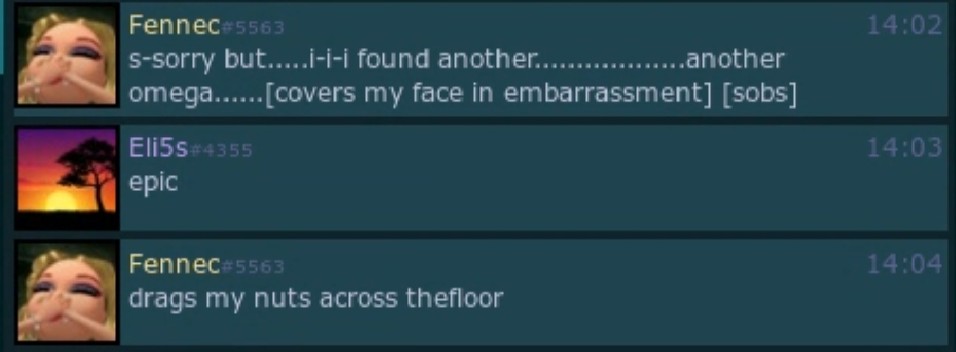 Fennec#5563 14:02
s-sorry but.....i-i-i found another..................another
omega......[covers my face in embarrassment] [sobs]
Eli5s#4355 14:03
epic
Fennec#5563 14:04
drags my nuts across thefloor